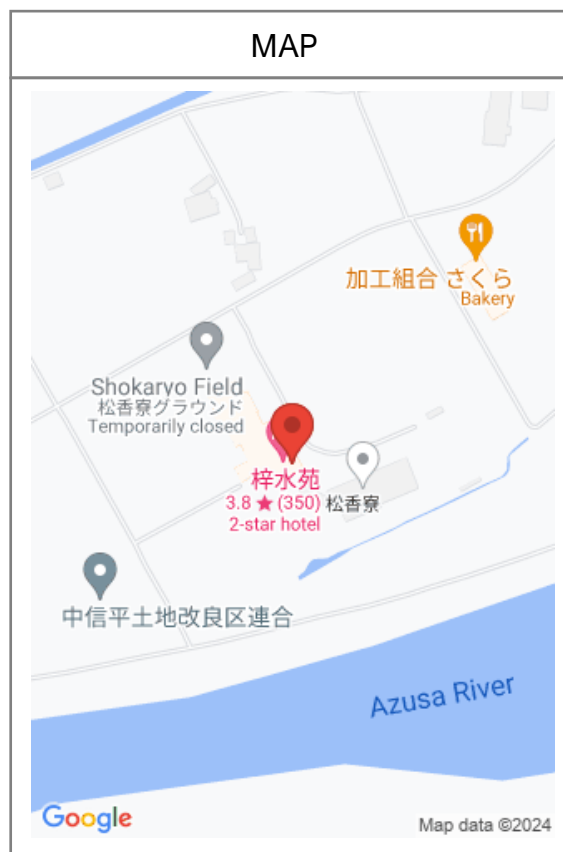 MAP
加工組合 さくら
Bakery
Shokaryo Field
松香寮グラウンド
Temporarily closed
梓水苑
3.8 ★ (350)
2-star hotel
松香寮
中信平土地改良区連合
Azusa River
Google
Map data ©2024